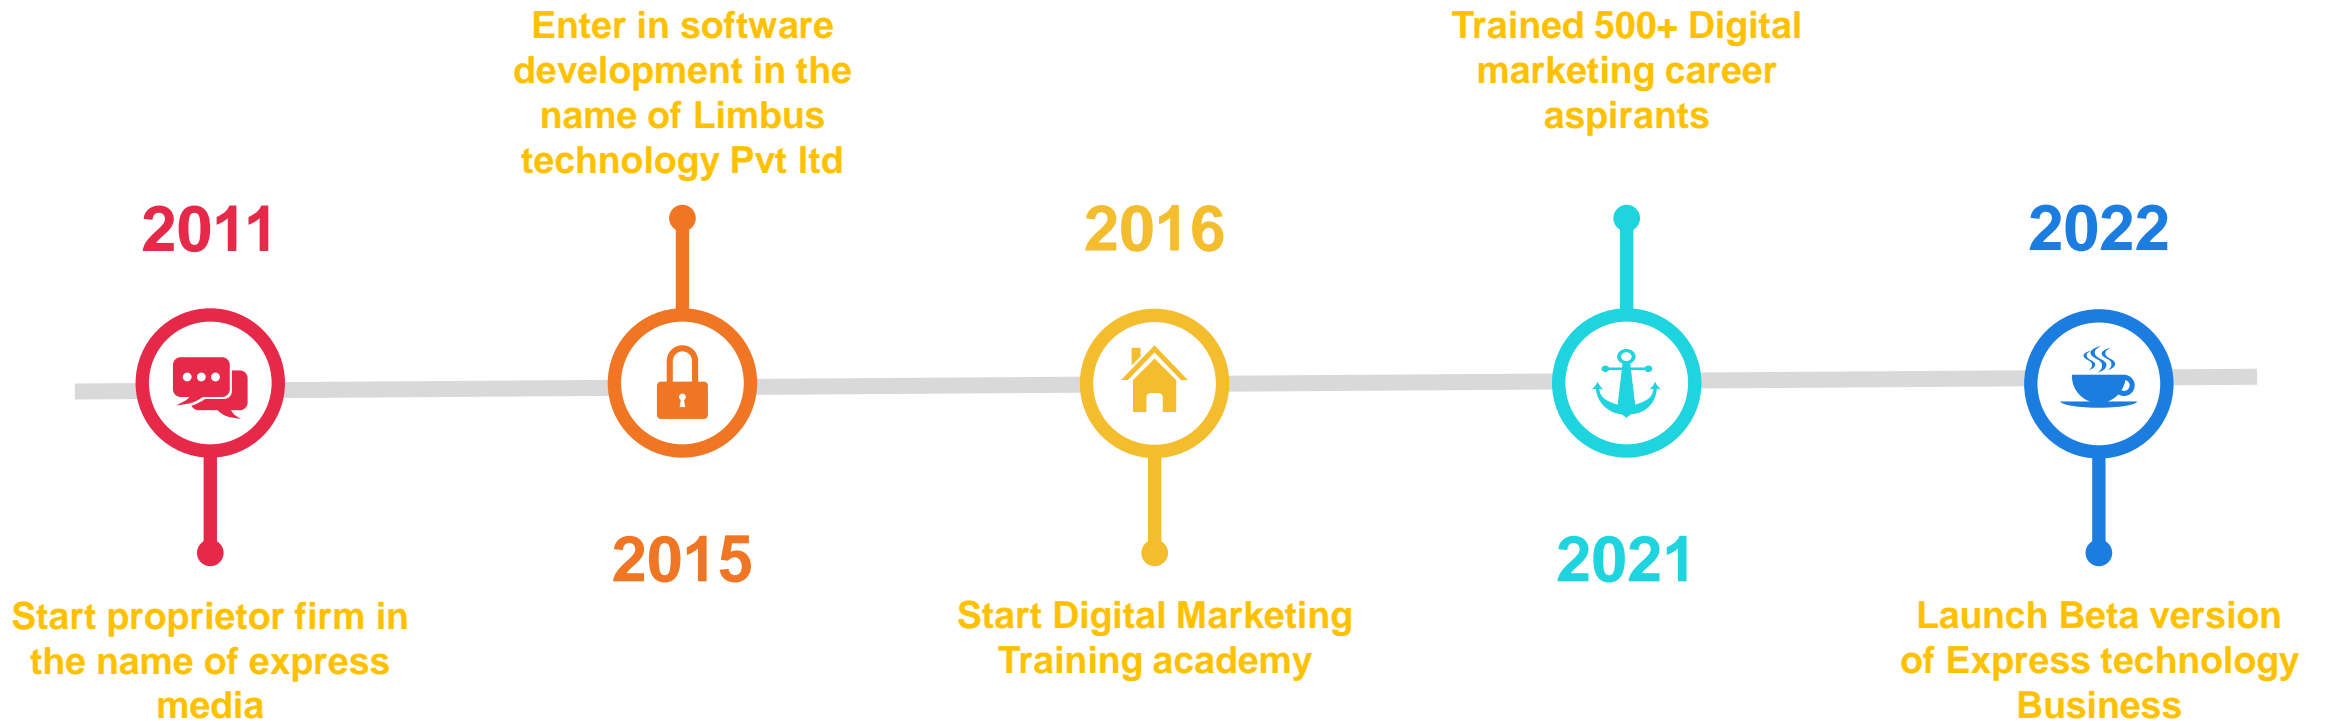 2011
Start proprietor firm in
the name of express
media
Enter in software
development in the
name of Limbus
technology Pvt ltd
2015
2016
Start Digital Marketing
Training academy
Trained 500+ Digital
marketing career
aspirants
2021
2022
Launch Beta version
of Express technology
Business